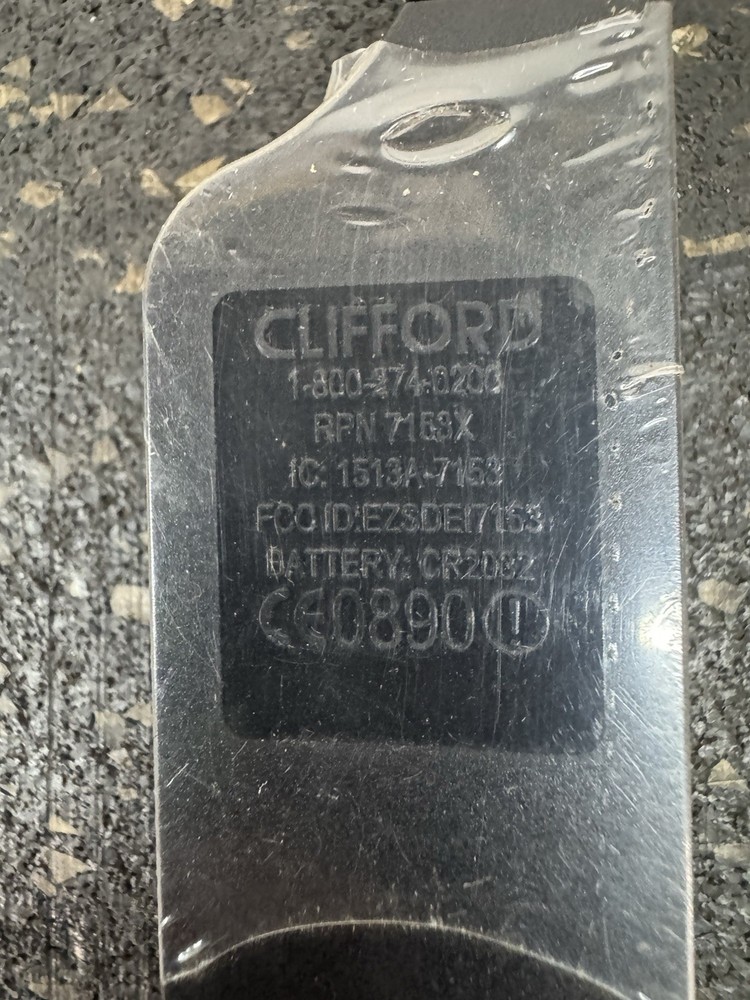 CLIFFORD
1-800-274-0200
RPN 7153X
IC: 1513A-7153
FCC ID:EZSDEI7153
BATTERY: CR2032
CE0890!